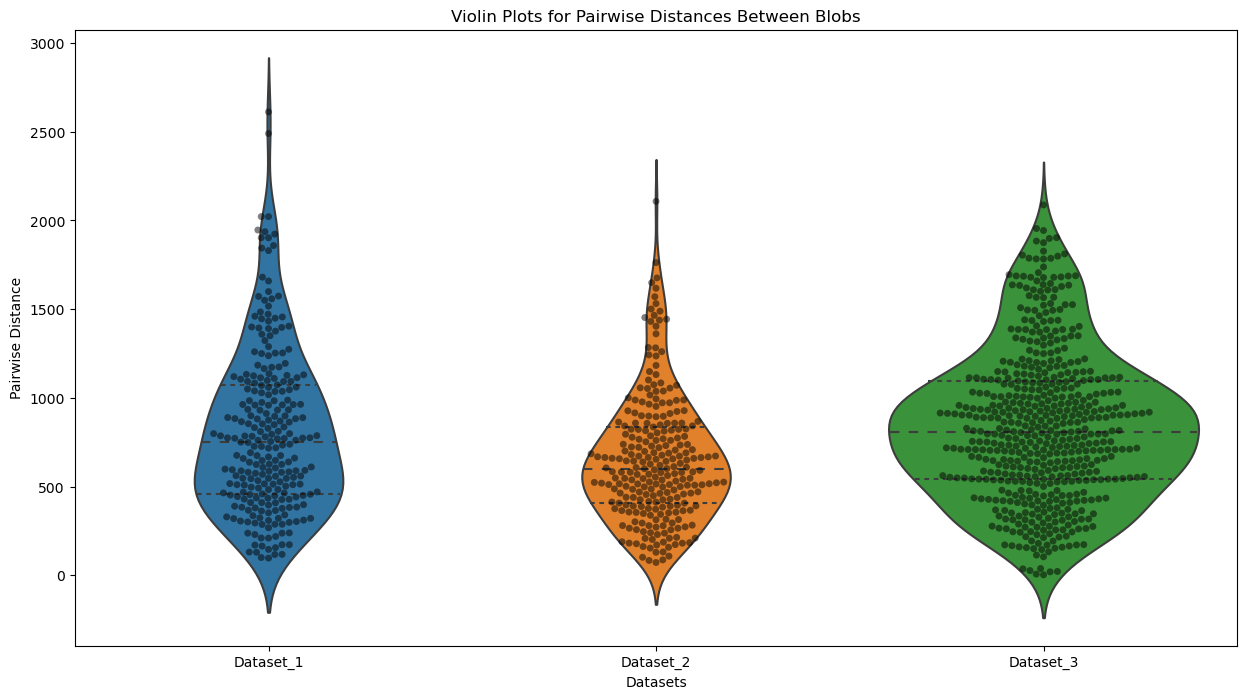 Violin Plots for Pairwise Distances Between Blobs
3000
2500
2000
1500
1000
500
0
Pairwise Distance
Dataset_1
Dataset_2
Dataset_3
Datasets